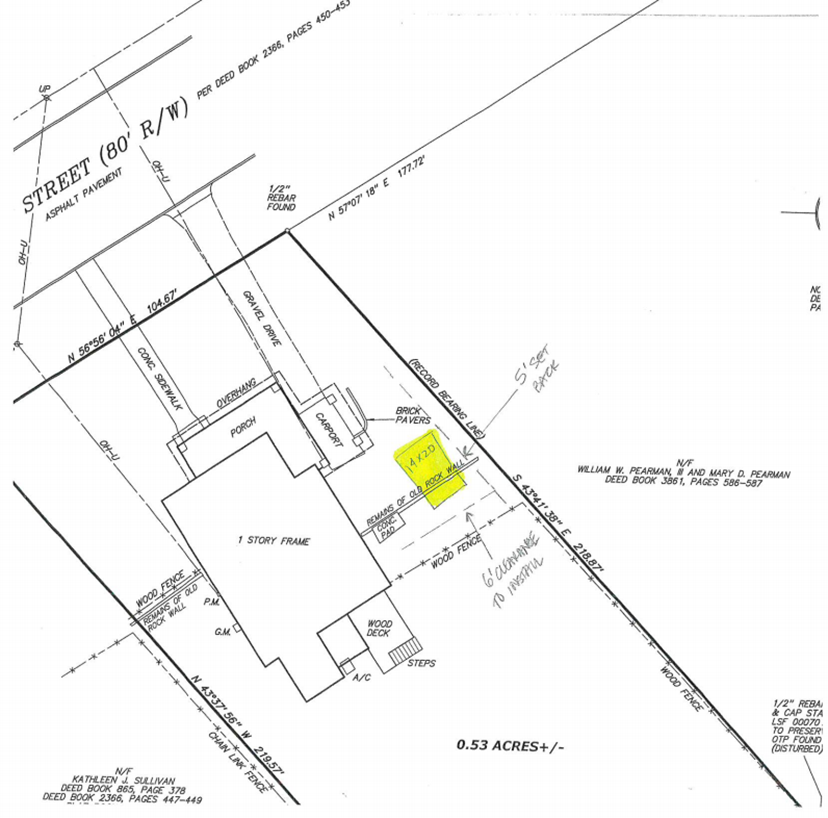 PER DEED BOOK 2366, PAGES 450-453
UP
STREET (80' R/W)
ASPHALT PAVEMENT
OH-U
OH-U
1/2"
REBAR
FOUND
N 57°07' 18" E 177.72'
N 56°56' 04" E 104.67'
GRAVEL DRIVE
CONC. SIDEWALK
OVERHANG
PORCH
CARPORT
BRICK
PAVERS
(RECORD BEARING LINE)
5' SET
BACK
OH-U
14x20
REMAINS OF OLD ROCK WALL
CONC.
PAD
N/F
WILLIAM W. PEARMAN, III AND MARY D. PEARMAN
DEED BOOK 3861, PAGES 586-587
S 43°41' 38" E 218.87'
1 STORY FRAME
WOOD FENCE
6' CLEARANCE
TO INSTALL
WOOD FENCE
REMAINS OF OLD
ROCK WALL
P.M.
G.M.
WOOD
DECK
STEPS
A/C
WOOD FENCE
N 43°37' 56" W 219.57'
CHAIN LINK FENCE
0.53 ACRES+/-
1/2" REBA
& CAP STA
LSF 00070
TO PRESER
OTP FOUND
(DISTURBED)
N/F
KATHLEEN J. SULLIVAN
DEED BOOK 865, PAGE 378
DEED BOOK 2366, PAGES 447-449